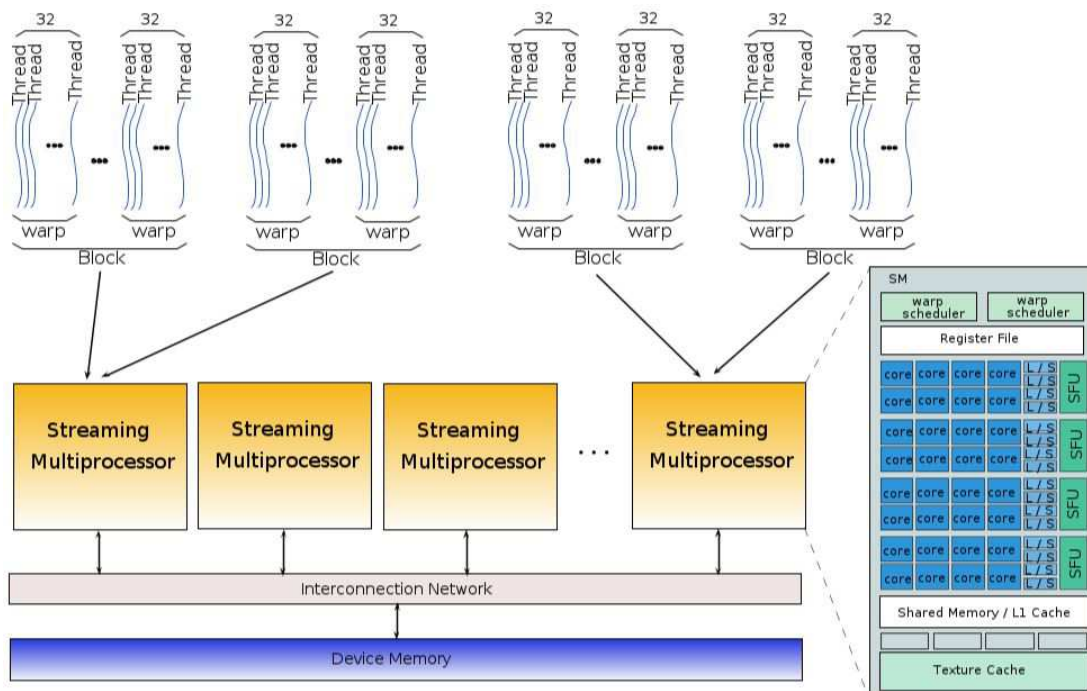 32 32 32 32 32 32 32 32
Thread Thread Thread Thread Thread Thread Thread Thread Thread Thread Thread Thread Thread Thread Thread Thread Thread Thread Thread Thread Thread Thread Thread Thread
... ... ... ... ... ... ... ... ... ... ... ...
warp warp warp warp warp warp warp warp
Block Block Block Block
Streaming
Multiprocessor
Streaming
Multiprocessor
Streaming
Multiprocessor
...
Streaming
Multiprocessor
Interconnection Network
Device Memory
SM
warp
scheduler
warp
scheduler
Register File
core core core core L / S
L / S
core core core core L / S
L / S
SFU
core core core core L / S
L / S
core core core core L / S
L / S
SFU
core core core core L / S
L / S
core core core core L / S
L / S
SFU
core core core core L / S
L / S
core core core core L / S
L / S
SFU
Shared Memory / L1 Cache
Texture Cache